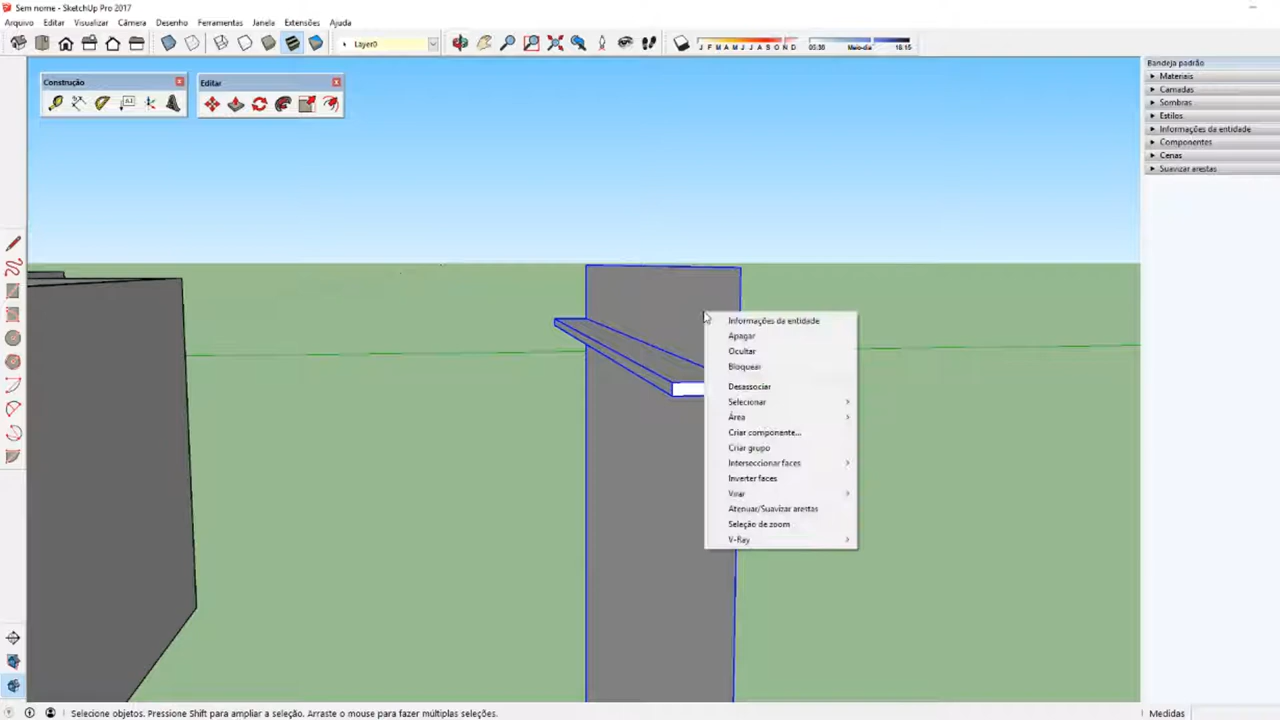 Sem nome - SketchUp Pro 2017
Arquivo Editar Visualizar Câmera Desenho Ferramentas Janela Extensões Ajuda
Layer0
J F M A M J J A S O N D
05:30 Meio-dia 18:15
Construção
Editar
Bandeja padrão
Materiais
Camadas
Sombras
Estilos
Informações da entidade
Componentes
Cenas
Suavizar arestas
Informações da entidade
Apagar
Ocultar
Bloquear
Desassociar
Selecionar
Área
Criar componente...
Criar grupo
Interseccionar faces
Inverter faces
Virar
Atenuar/Suavizar arestas
Seleção de zoom
V-Ray
Selecione objetos. Pressione Shift para ampliar a seleção. Arraste o mouse para fazer múltiplas seleções.
Medidas